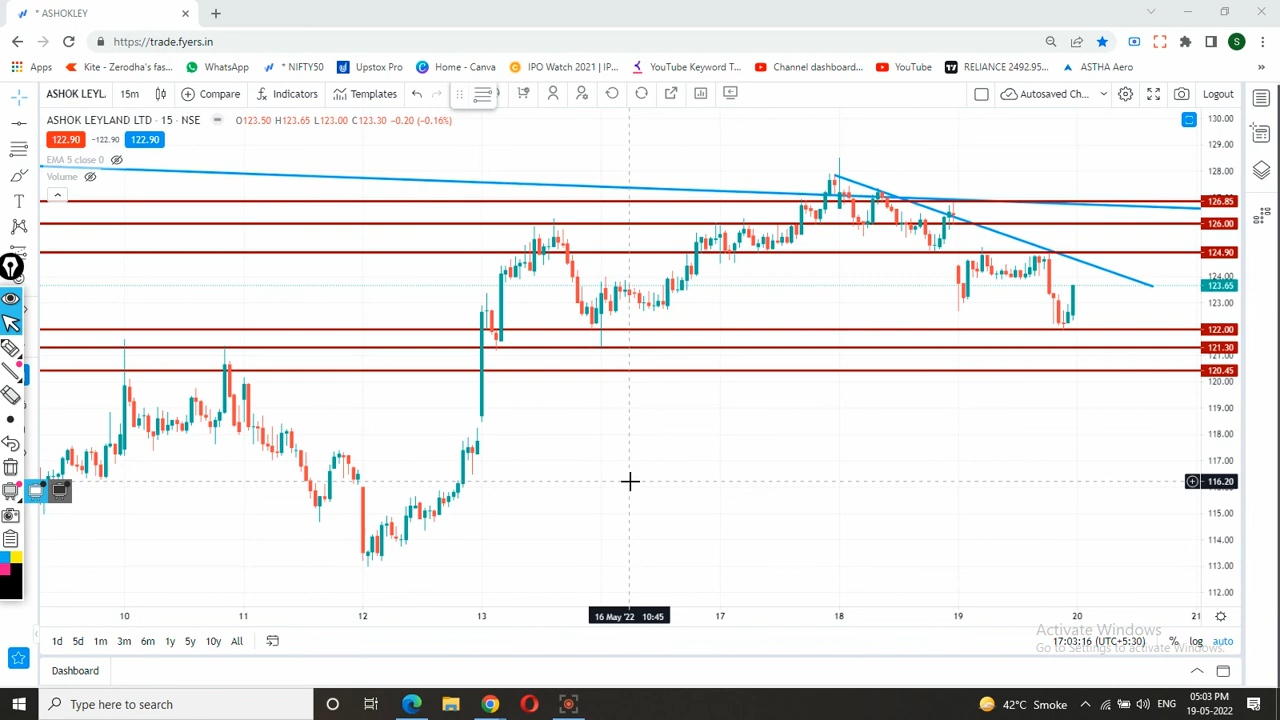 * ASHOKLEY
https://trade.fyers.in
Apps Kite - Zerodha's fas... WhatsApp * NIFTY50 Upstox Pro Home - Canva IPO Watch 2021 | IP... YouTube Keyword T... Channel dashboard... YouTube RELIANCE 2492.95... ASTHA Aero »
ASHOK LEYL. 15m Compare Indicators Templates Autosaved Ch... Logout
ASHOK LEYLAND LTD · 15 · NSE O123.50 H123.65 L123.00 C123.30 -0.20 (-0.16%)
122.90 -122.90 122.90
EMA 5 close 0
Volume
130.00
129.00
128.00
126.85
126.00
124.90
124.00
123.65
123.00
122.00
121.30
121.00
120.45
120.00
119.00
118.00
117.00
116.20
115.00
114.00
113.00
112.00
10 11 12 13 16 May '22 10:45 17 18 19 20 21
1d 5d 1m 3m 6m 1y 5y 10y All 17:03:16 (UTC+5:30) % log auto
Activate Windows
Go to Settings to activate Windows.
Dashboard
Type here to search 42°C Smoke ENG 05:03 PM
19-05-2022
S